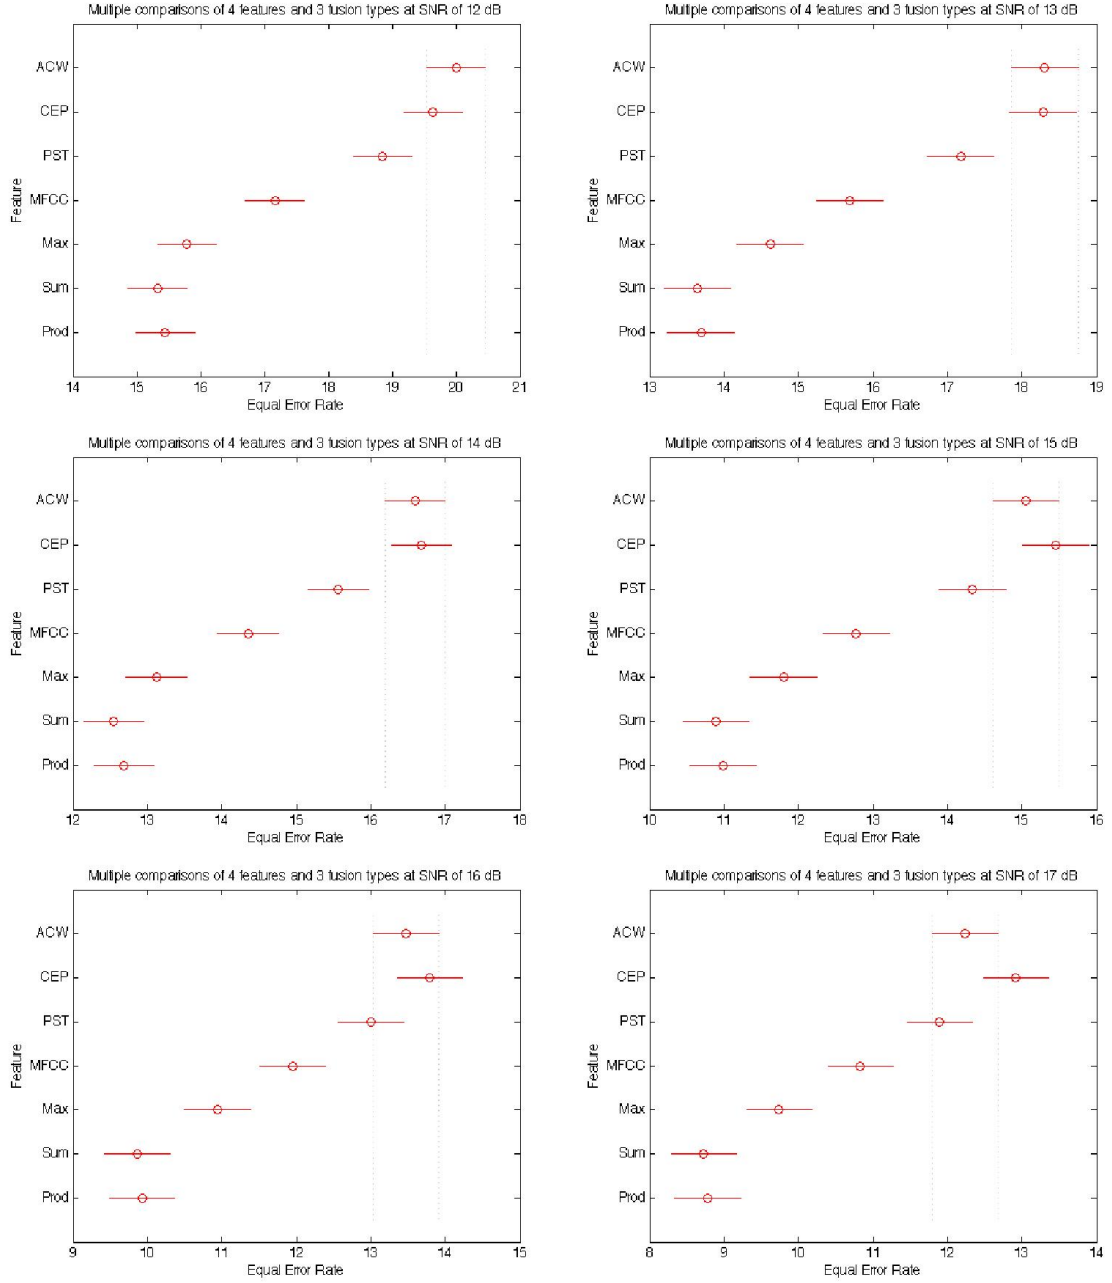 Multiple comparisons of 4 features and 3 fusion types at SNR of 12 dB
ACW
CEP
PST
MFCC
Max
Sum
Prod
Feature
14 15 16 17 18 19 20 21
Equal Error Rate
Multiple comparisons of 4 features and 3 fusion types at SNR of 13 dB
ACW
CEP
PST
MFCC
Max
Sum
Prod
Feature
13 14 15 16 17 18 19
Equal Error Rate
Multiple comparisons of 4 features and 3 fusion types at SNR of 14 dB
ACW
CEP
PST
MFCC
Max
Sum
Prod
Feature
12 13 14 15 16 17 18
Equal Error Rate
Multiple comparisons of 4 features and 3 fusion types at SNR of 15 dB
ACW
CEP
PST
MFCC
Max
Sum
Prod
Feature
10 11 12 13 14 15 16
Equal Error Rate
Multiple comparisons of 4 features and 3 fusion types at SNR of 16 dB
ACW
CEP
PST
MFCC
Max
Sum
Prod
Feature
9 10 11 12 13 14 15
Equal Error Rate
Multiple comparisons of 4 features and 3 fusion types at SNR of 17 dB
ACW
CEP
PST
MFCC
Max
Sum
Prod
Feature
8 9 10 11 12 13 14
Equal Error Rate